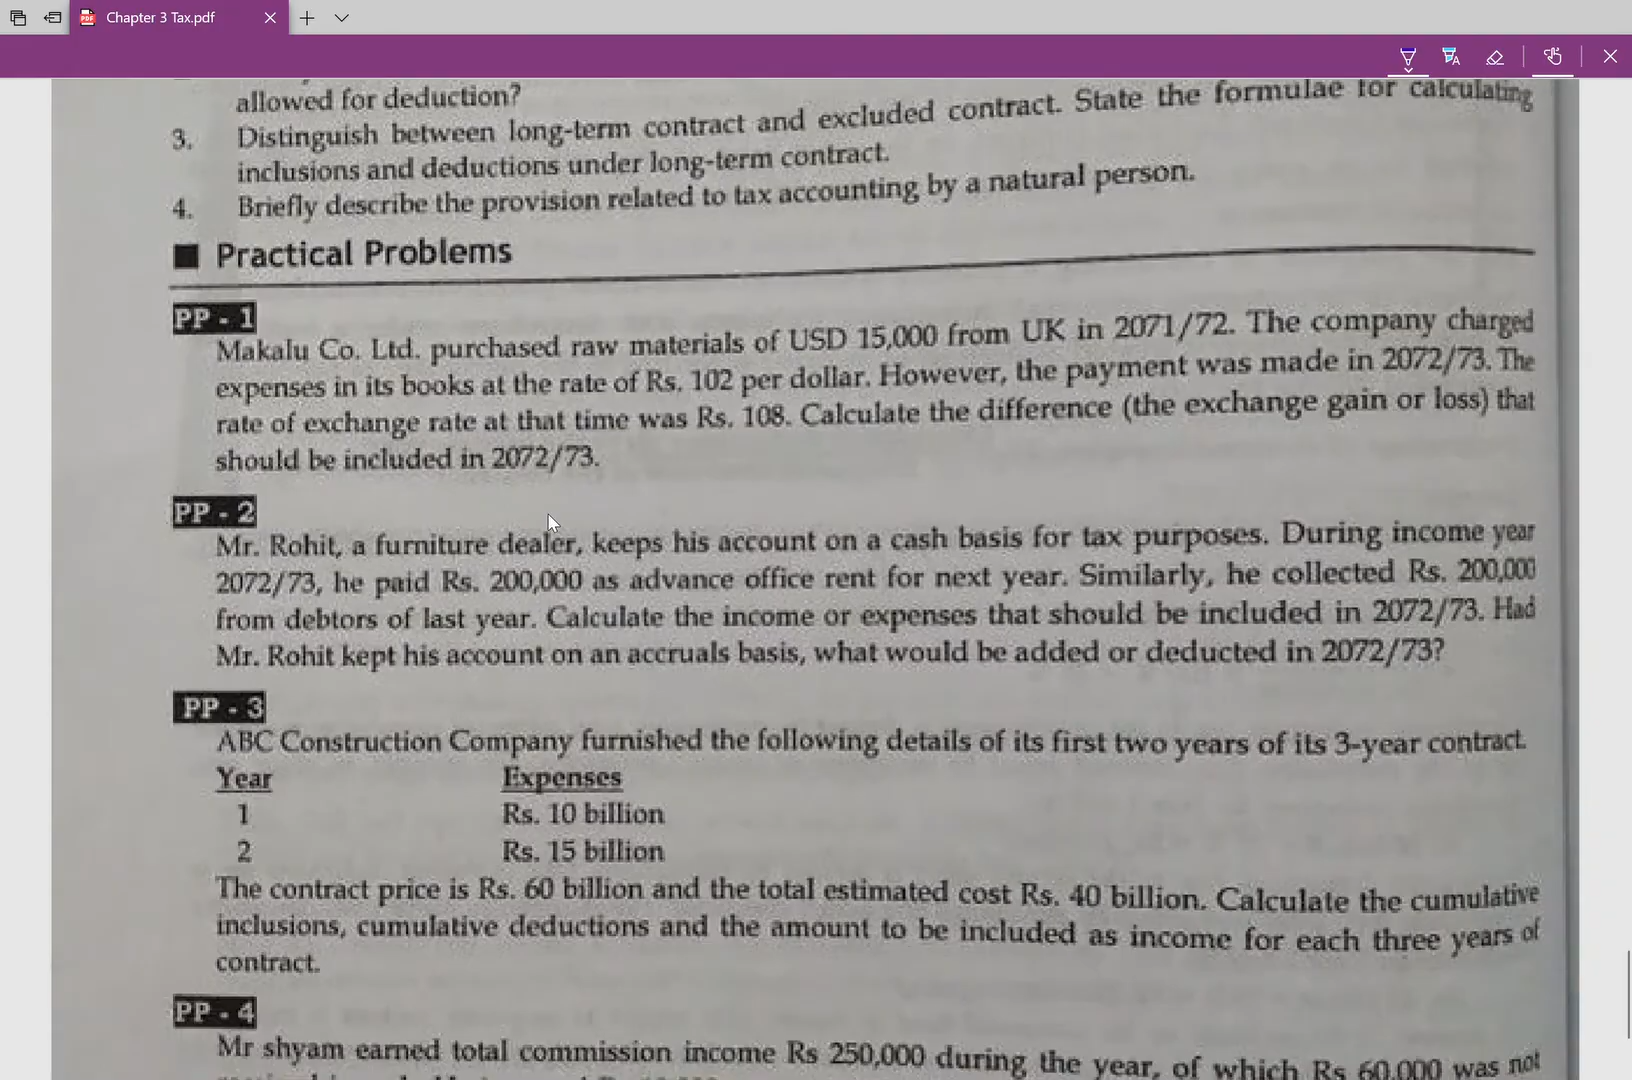 Chapter 3 Tax.pdf
allowed for deduction?
3. Distinguish between long-term contract and excluded contract. State the formulae for calculating
inclusions and deductions under long-term contract.
4. Briefly describe the provision related to tax accounting by a natural person.
Practical Problems
PP - 1
Makalu Co. Ltd. purchased raw materials of USD 15,000 from UK in 2071/72. The company charged
expenses in its books at the rate of Rs. 102 per dollar. However, the payment was made in 2072/73. The
rate of exchange rate at that time was Rs. 108. Calculate the difference (the exchange gain or loss) that
should be included in 2072/73.
PP - 2
Mr. Rohit, a furniture dealer, keeps his account on a cash basis for tax purposes. During income year
2072/73, he paid Rs. 200,000 as advance office rent for next year. Similarly, he collected Rs. 200,000
from debtors of last year. Calculate the income or expenses that should be included in 2072/73. Had
Mr. Rohit kept his account on an accruals basis, what would be added or deducted in 2072/73?
PP - 3
ABC Construction Company furnished the following details of its first two years of its 3-year contract.
Year Expenses
1 Rs. 10 billion
2 Rs. 15 billion
The contract price is Rs. 60 billion and the total estimated cost Rs. 40 billion. Calculate the cumulative
inclusions, cumulative deductions and the amount to be included as income for each three years of
contract.
PP - 4
Mr shyam earned total commission income Rs 250,000 during the year, of which Rs 60,000 was not